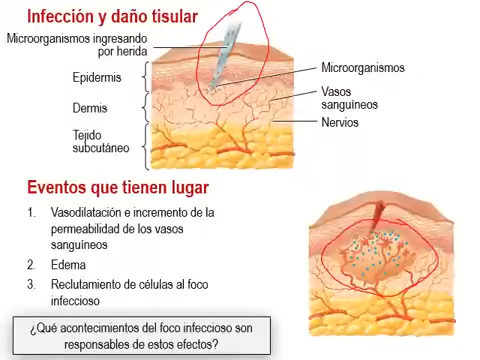 Infección y daño tisular
Microorganismos ingresando
por herida
Epidermis
Dermis
Tejido
subcutáneo
Microorganismos
Vasos
sanguíneos
Nervios
Eventos que tienen lugar
1. Vasodilatación e incremento de la
permeabilidad de los vasos
sanguíneos
2. Edema
3. Reclutamiento de células al foco
infeccioso
¿Qué acontecimientos del foco infeccioso son
responsables de estos efectos?